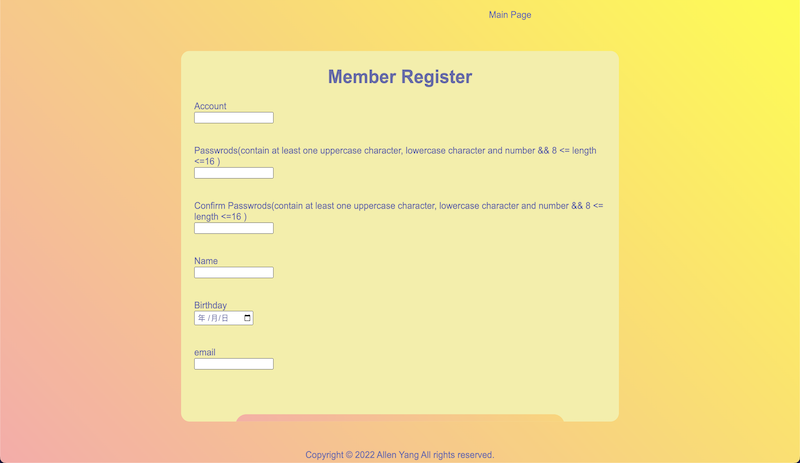 Main Page
Member Register
Account
Passwrods(contain at least one uppercase character, lowercase character and number && 8 <= length
<=16 )
Confirm Passwrods(contain at least one uppercase character, lowercase character and number && 8 <=
length <=16 )
Name
Birthday
年 /月/日
email
Copyright © 2022 Allen Yang All rights reserved.